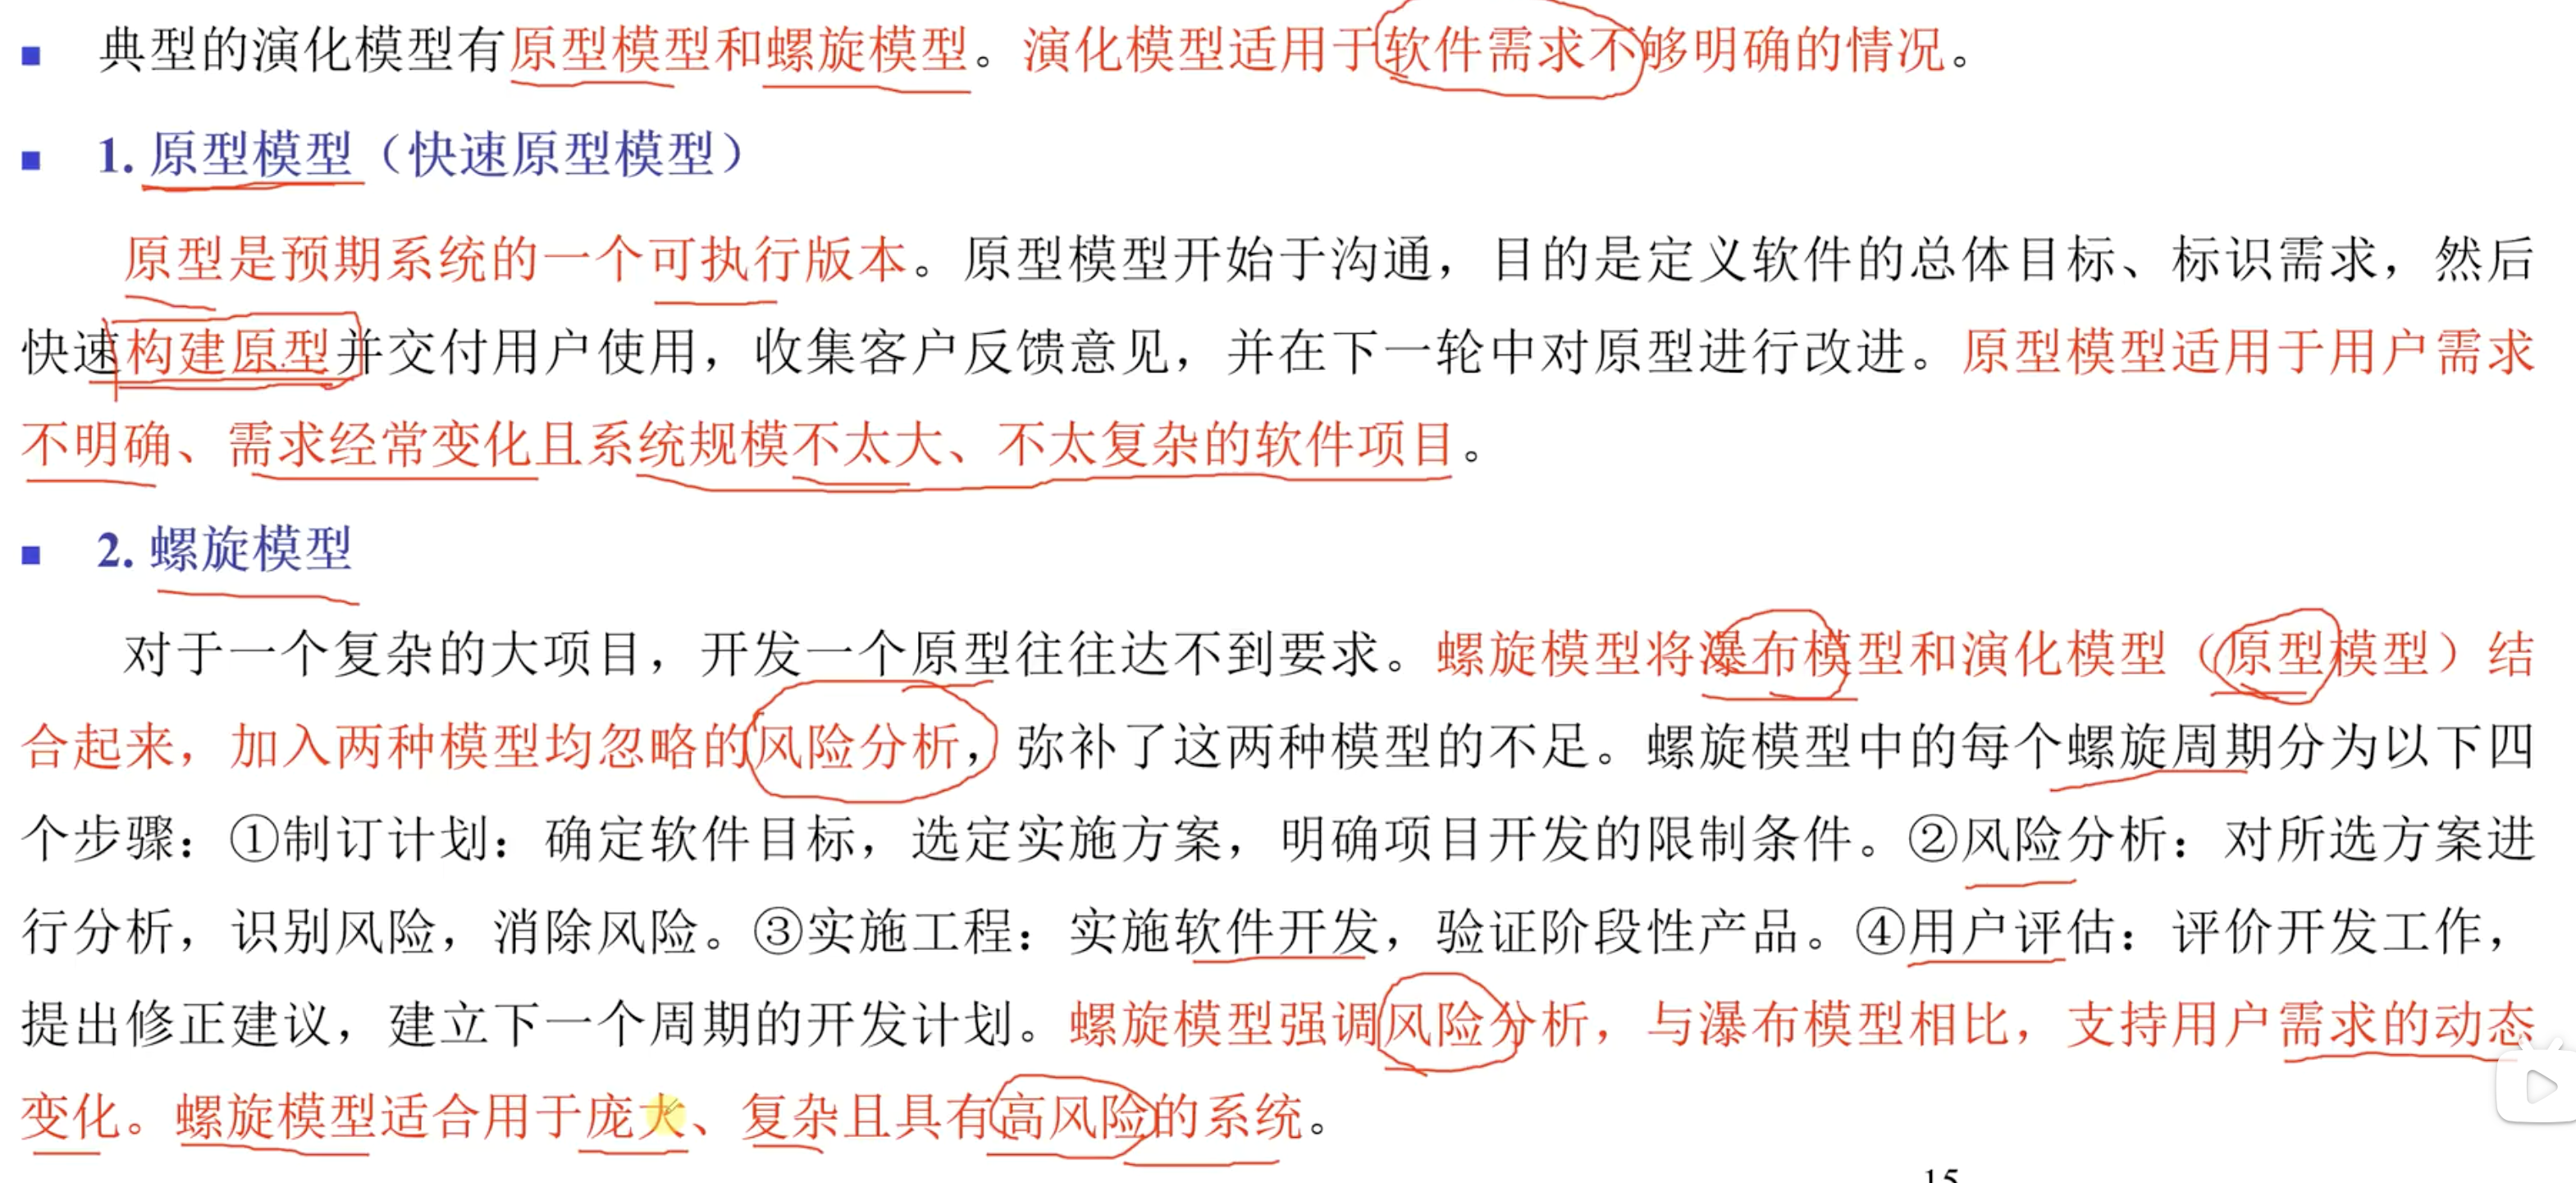 典型的演化模型有原型模型和螺旋模型。演化模型适用于软件需求不够明确的情况。
1. 原型模型（快速原型模型）
原型是预期系统的一个可执行版本。原型模型开始于沟通，目的是定义软件的总体目标、标识需求，然后
快速构建原型并交付用户使用，收集客户反馈意见，并在下一轮中对原型进行改进。原型模型适用于用户需求
不明确、需求经常变化且系统规模不太大、不太复杂的软件项目。
2. 螺旋模型
对于一个复杂的大项目，开发一个原型往往达不到要求。螺旋模型将瀑布模型和演化模型（原型模型）结
合起来，加入两种模型均忽略的风险分析，弥补了这两种模型的不足。螺旋模型中的每个螺旋周期分为以下四
个步骤：①制订计划：确定软件目标，选定实施方案，明确项目开发的限制条件。②风险分析：对所选方案进
行分析，识别风险，消除风险。③实施工程：实施软件开发，验证阶段性产品。④用户评估：评价开发工作，
提出修正建议，建立下一个周期的开发计划。螺旋模型强调风险分析，与瀑布模型相比，支持用户需求的动态
变化。螺旋模型适合用于庞大、复杂且具有高风险的系统。
15